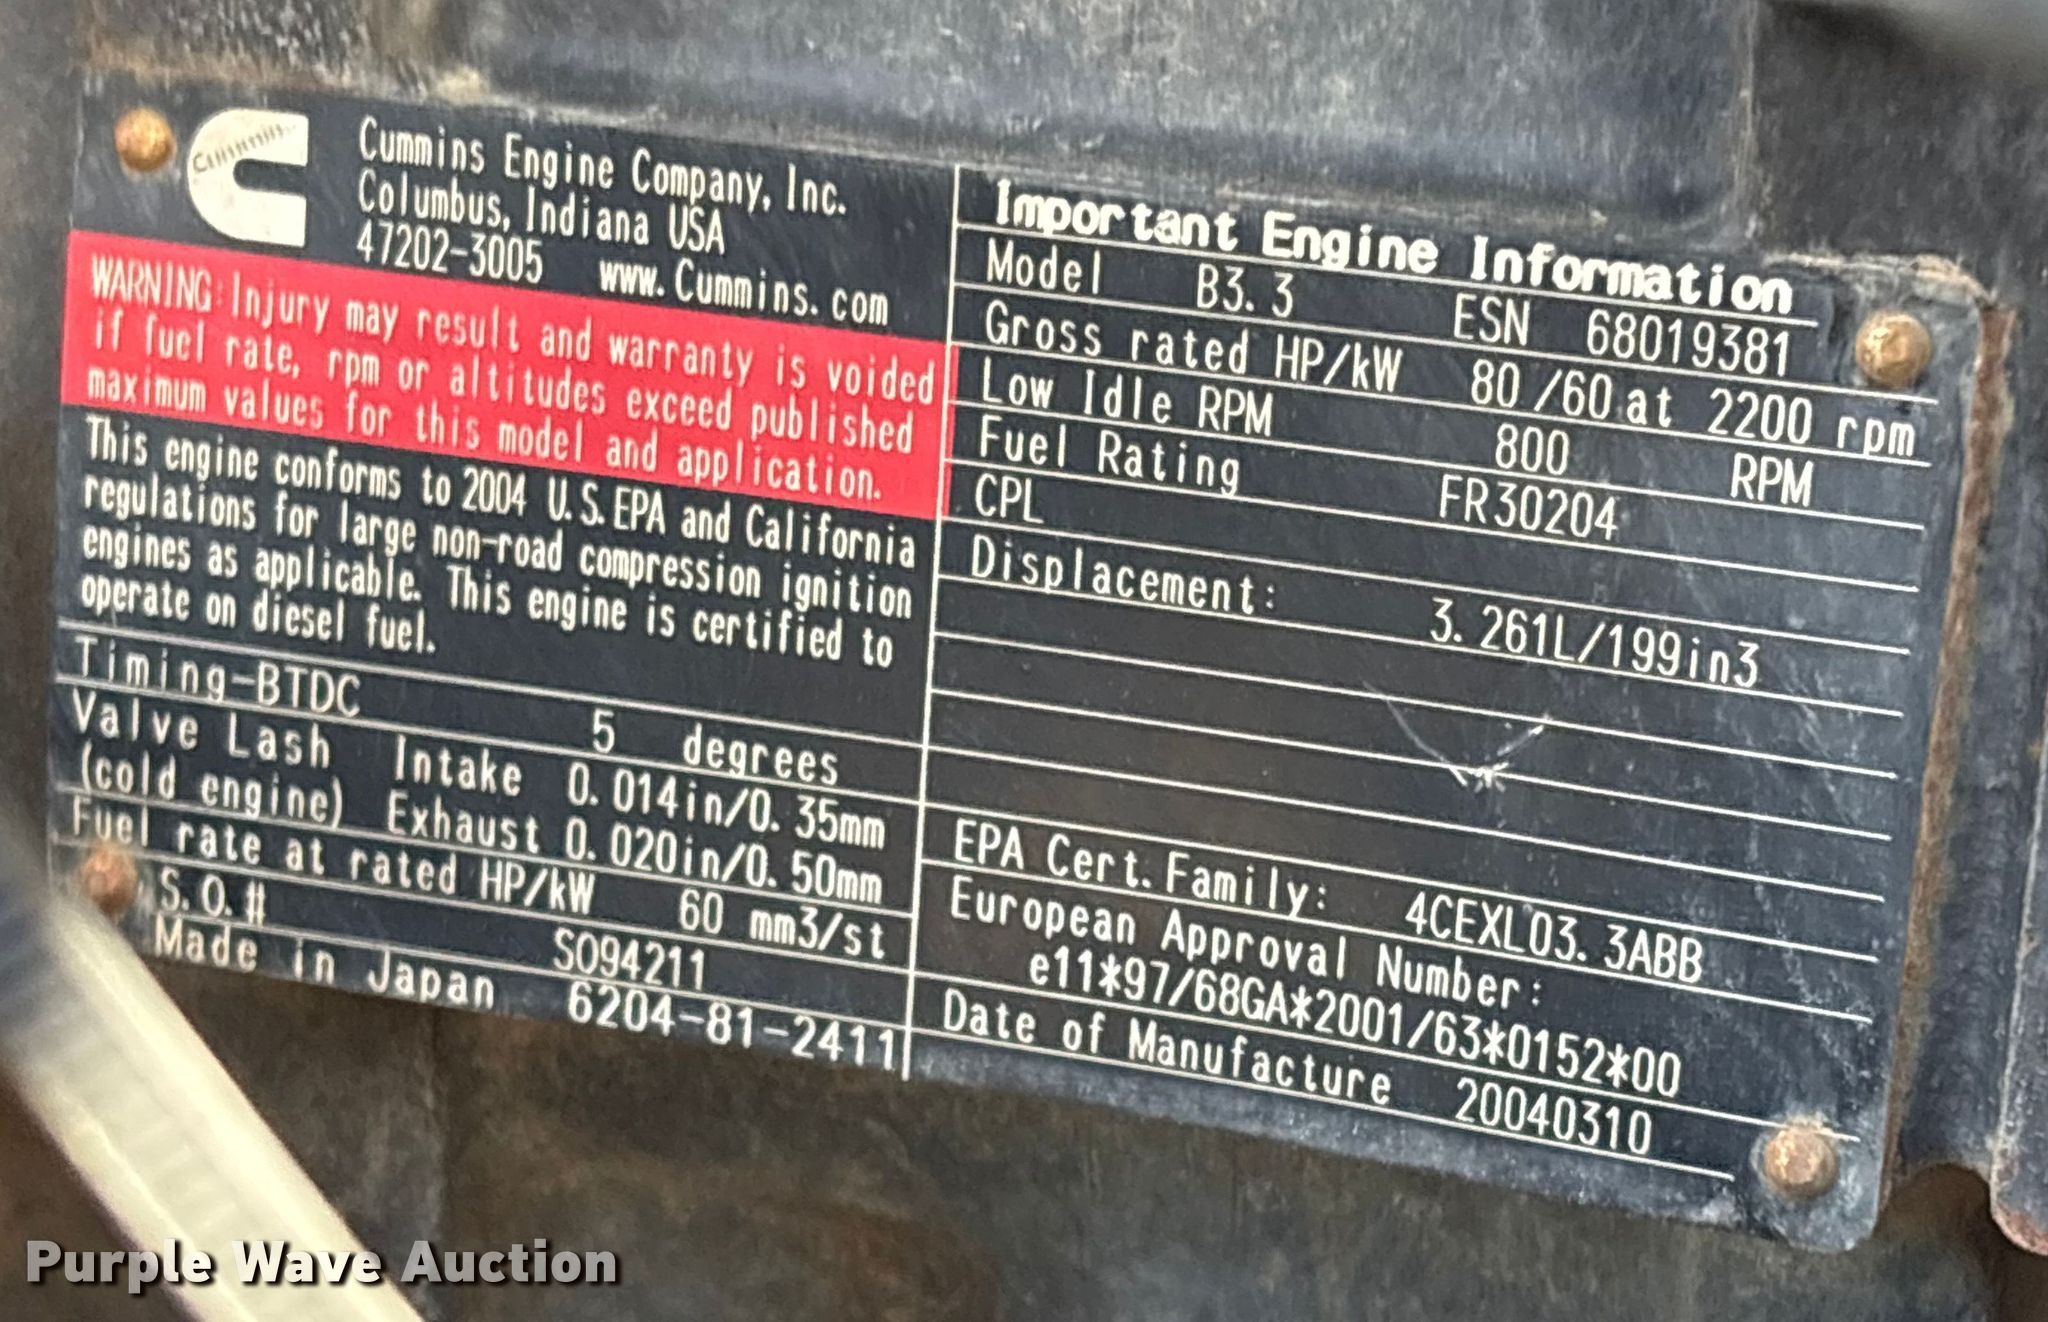 Cummins
Cummins Engine Company, Inc.
Columbus, Indiana USA
47202-3005 www.Cummins.com
WARNING: Injury may result and warranty is voided
if fuel rate, rpm or altitudes exceed published
maximum values for this model and application.
This engine conforms to 2004 U.S.EPA and California
regulations for large non-road compression ignition
engines as applicable. This engine is certified to
operate on diesel fuel.
Timing-BTDC 5 degrees
Valve Lash Intake 0.014in/0.35mm
(cold engine) Exhaust 0.020in/0.50mm
Fuel rate at rated HP/kW 60 mm3/st
S.O.# SO94211
Made in Japan 6204-81-2411
Important Engine Information
Model B3.3 ESN 68019381
Gross rated HP/kW 80/60 at 2200 rpm
Low Idle RPM 800 RPM
Fuel Rating FR30204
CPL
Displacement: 3.261L/199in3
EPA Cert.Family: 4CEXL03.3ABB
European Approval Number:
e11*97/68GA*2001/63*0152*00
Date of Manufacture 20040310
Purple Wave Auction